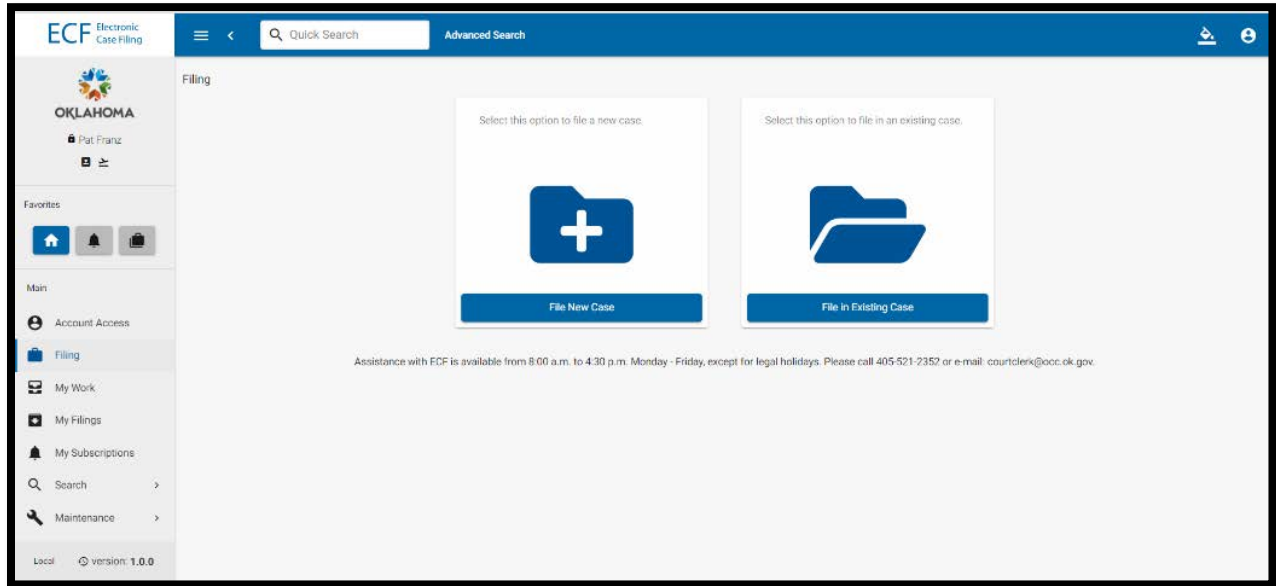 ECF Electronic
Case Filing
Quick Search
Advanced Search
OKLAHOMA
Pat Franz
Favorites
Main
Account Access
Filing
My Work
My Filings
My Subscriptions
Search
Maintenance
Local
version: 1.0.0
Filing
Select this option to file a new case.
File New Case
Select this option to file in an existing case.
File in Existing Case
Assistance with ECF is available from 8:00 a.m. to 4:30 p.m. Monday - Friday, except for legal holidays. Please call 405-521-2352 or e-mail: courtclerk@occ.ok.gov.